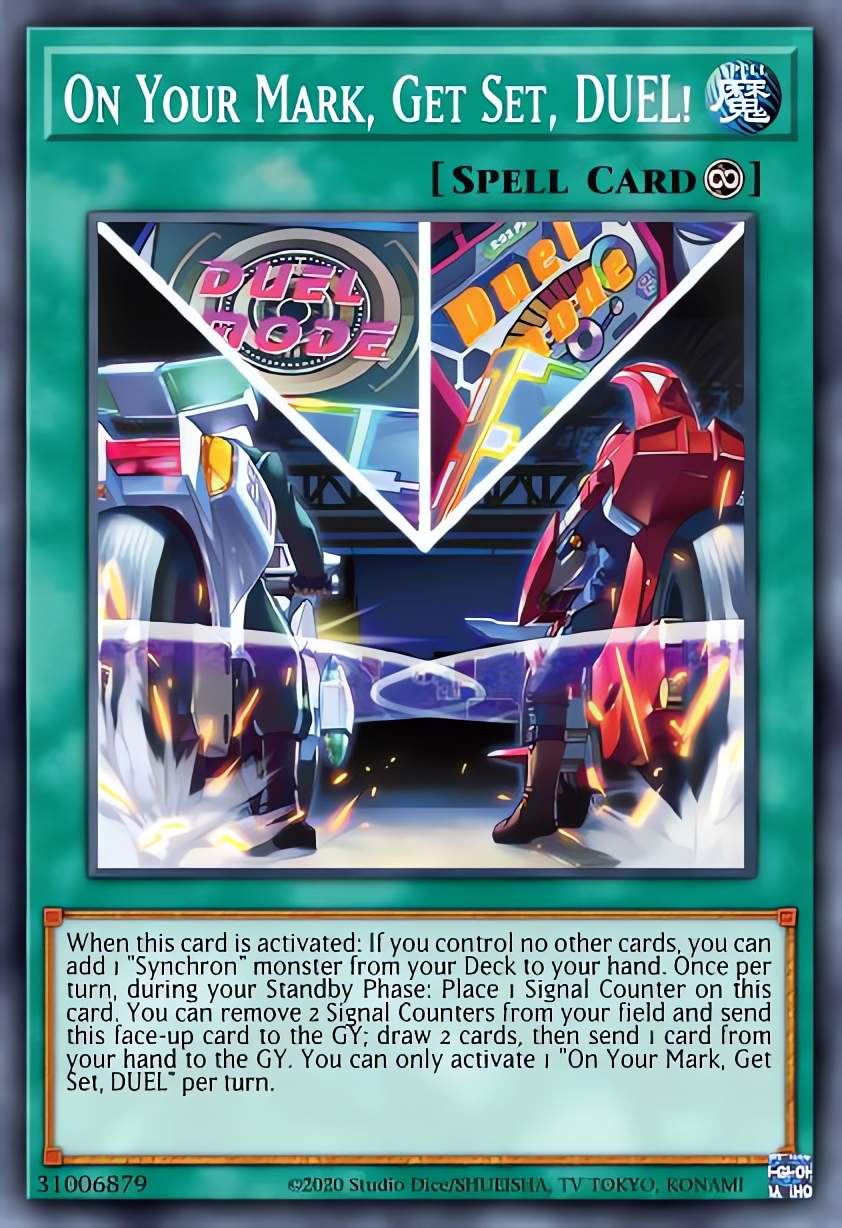 On Your Mark, Get Set, DUEL!
魔
[Spell Card]
DUEL
MODE
Duel
mode
When this card is activated: If you control no other cards, you can
add 1 "Synchron" monster from your Deck to your hand. Once per
turn, during your Standby Phase: Place 1 Signal Counter on this
card. You can remove 2 Signal Counters from your field and send
this face-up card to the GY; draw 2 cards, then send 1 card from
your hand to the GY. You can only activate 1 "On Your Mark, Get
Set, DUEL" per turn.
31006879
©2020 Studio Dice/SHUEISHA, TV TOKYO, KONAMI